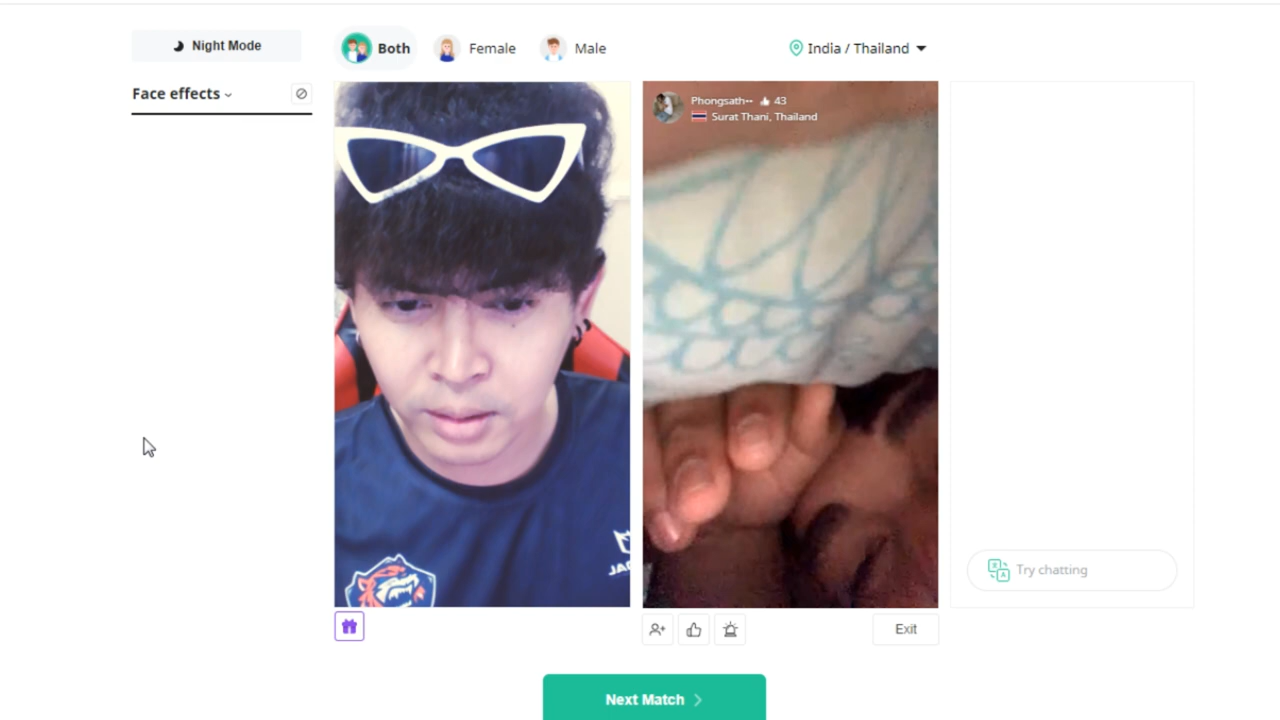 Night Mode
Both
Female
Male
India / Thailand
Face effects
Phongsath•• 43
Surat Thani, Thailand
Try chatting
Exit
Next Match